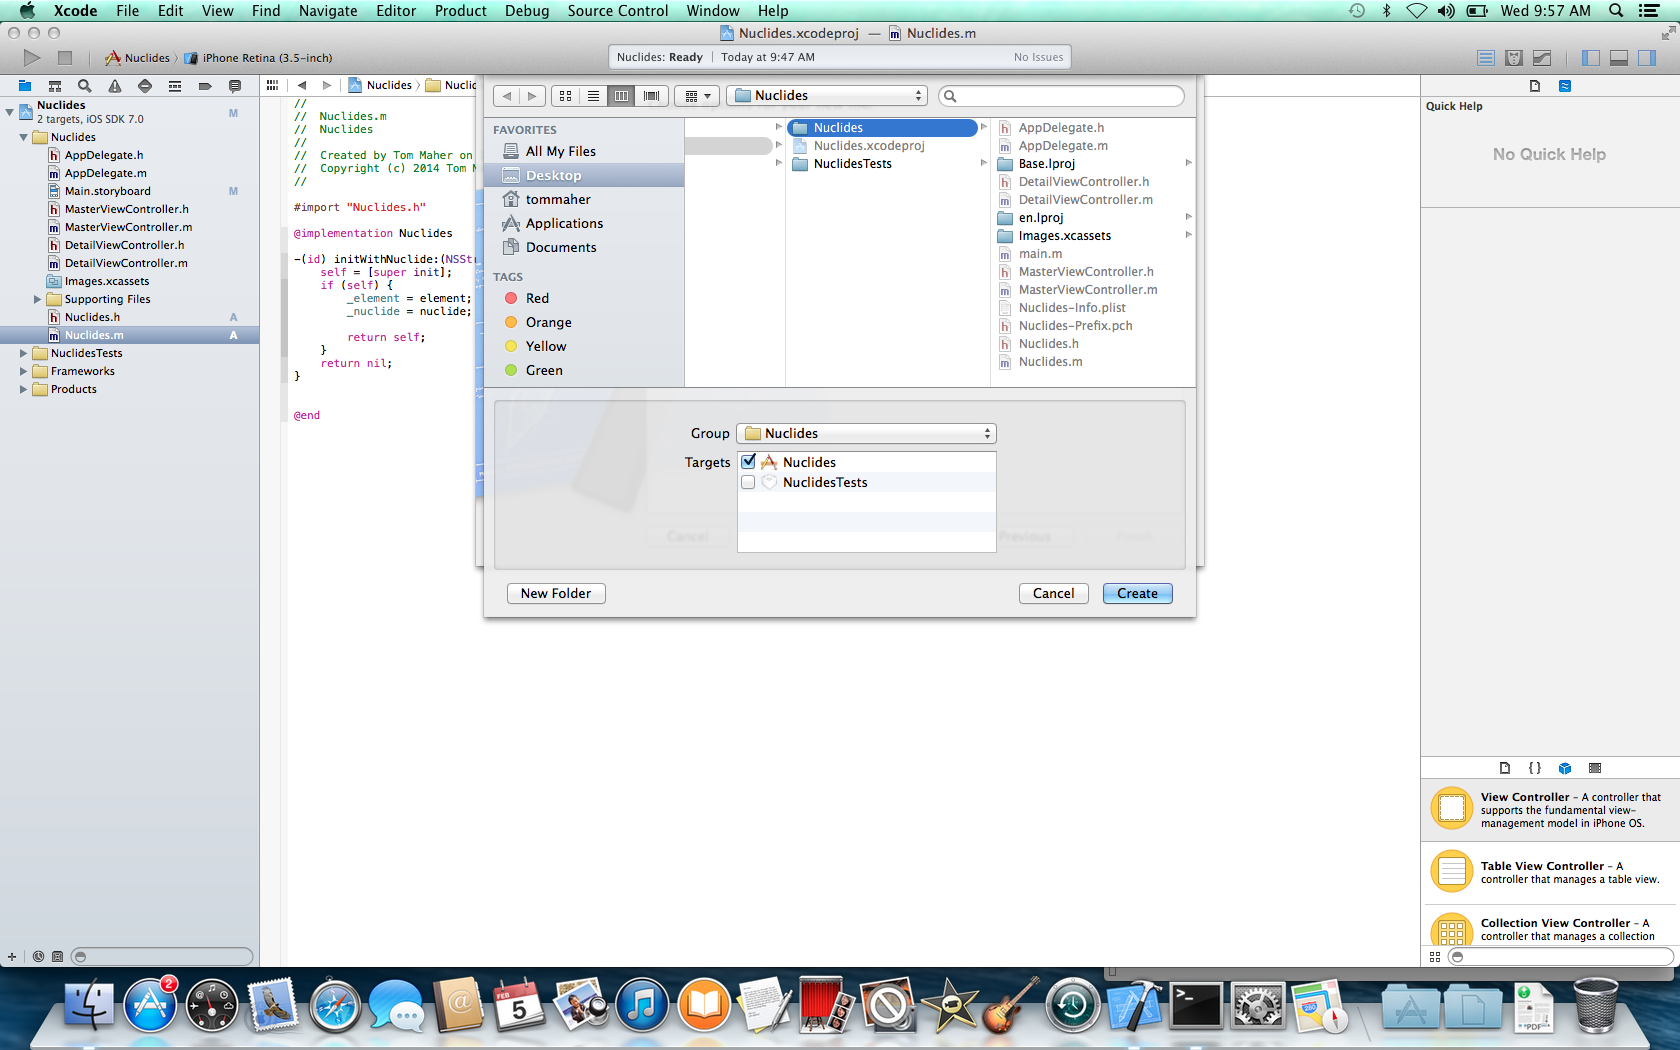 Xcode File Edit View Find Navigate Editor Product Debug Source Control Window Help Wed 9:57 AM
Nuclides.xcodeproj — Nuclides.m
Nuclides iPhone Retina (3.5-inch)
Nuclides: Ready Today at 9:47 AM No Issues
Nuclides
2 targets, iOS SDK 7.0 M
Nuclides
AppDelegate.h
AppDelegate.m
Main.storyboard M
MasterViewController.h
MasterViewController.m
DetailViewController.h
DetailViewController.m
Images.xcassets
Supporting Files
Nuclides.h A
Nuclides.m A
NuclidesTests
Frameworks
Products
Nuclides Nuclid
//
// Nuclides.m
// Nuclides
//
// Created by Tom Maher on
// Copyright (c) 2014 Tom M
//
#import "Nuclides.h"
@implementation Nuclides
-(id) initWithNuclide:(NSStr
self = [super init];
if (self) {
_element = element;
_nuclide = nuclide;
return self;
}
return nil;
}
@end
Nuclides
FAVORITES
All My Files
Desktop
tommaher
Applications
Documents
TAGS
Red
Orange
Yellow
Green
Nuclides
Nuclides.xcodeproj
NuclidesTests
AppDelegate.h
AppDelegate.m
Base.lproj
DetailViewController.h
DetailViewController.m
en.lproj
Images.xcassets
main.m
MasterViewController.h
MasterViewController.m
Nuclides-Info.plist
Nuclides-Prefix.pch
Nuclides.h
Nuclides.m
Group Nuclides
Targets Nuclides
NuclidesTests
Cancel Previous
New Folder Cancel Create
Quick Help
No Quick Help
{ }
View Controller – A controller that
supports the fundamental view-
management model in iPhone OS.
Table View Controller – A
controller that manages a table view.
Collection View Controller – A
controller that manages a collection
2
FEB
5
280
PDF